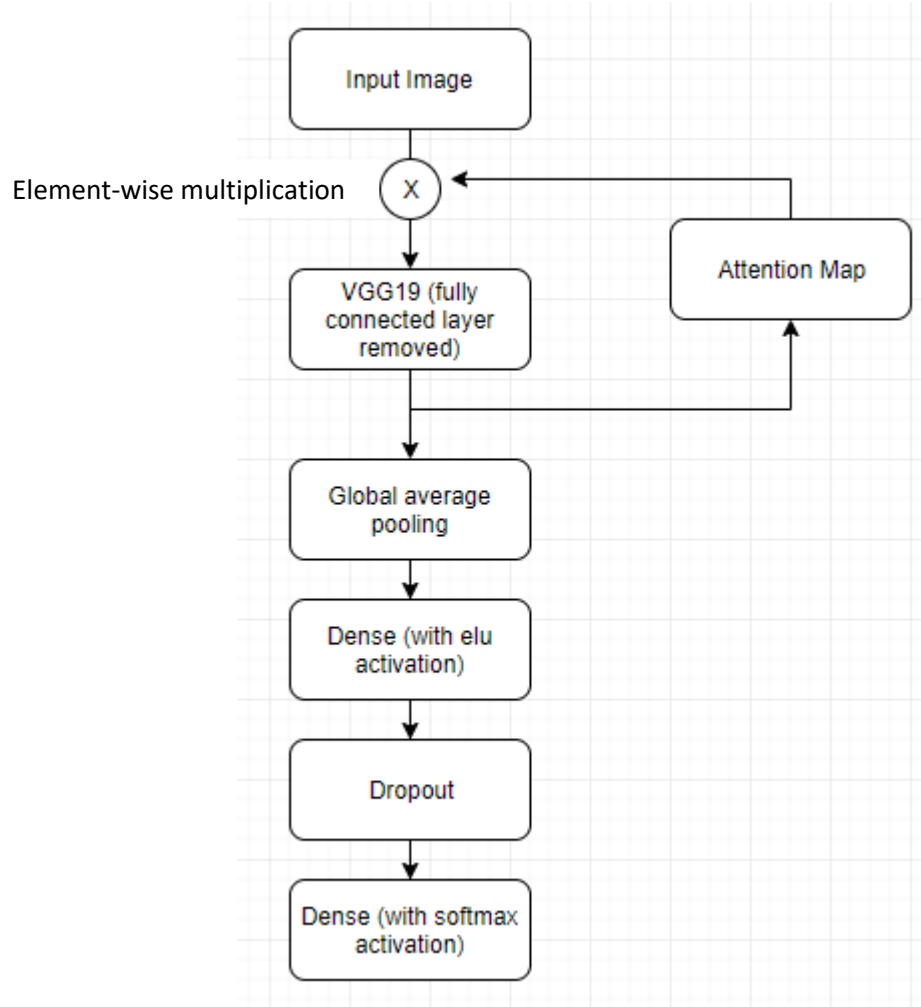 Input Image
Element-wise multiplication
X
Attention Map
VGG19 (fully
connected layer
removed)
Global average
pooling
Dense (with elu
activation)
Dropout
Dense (with softmax
activation)